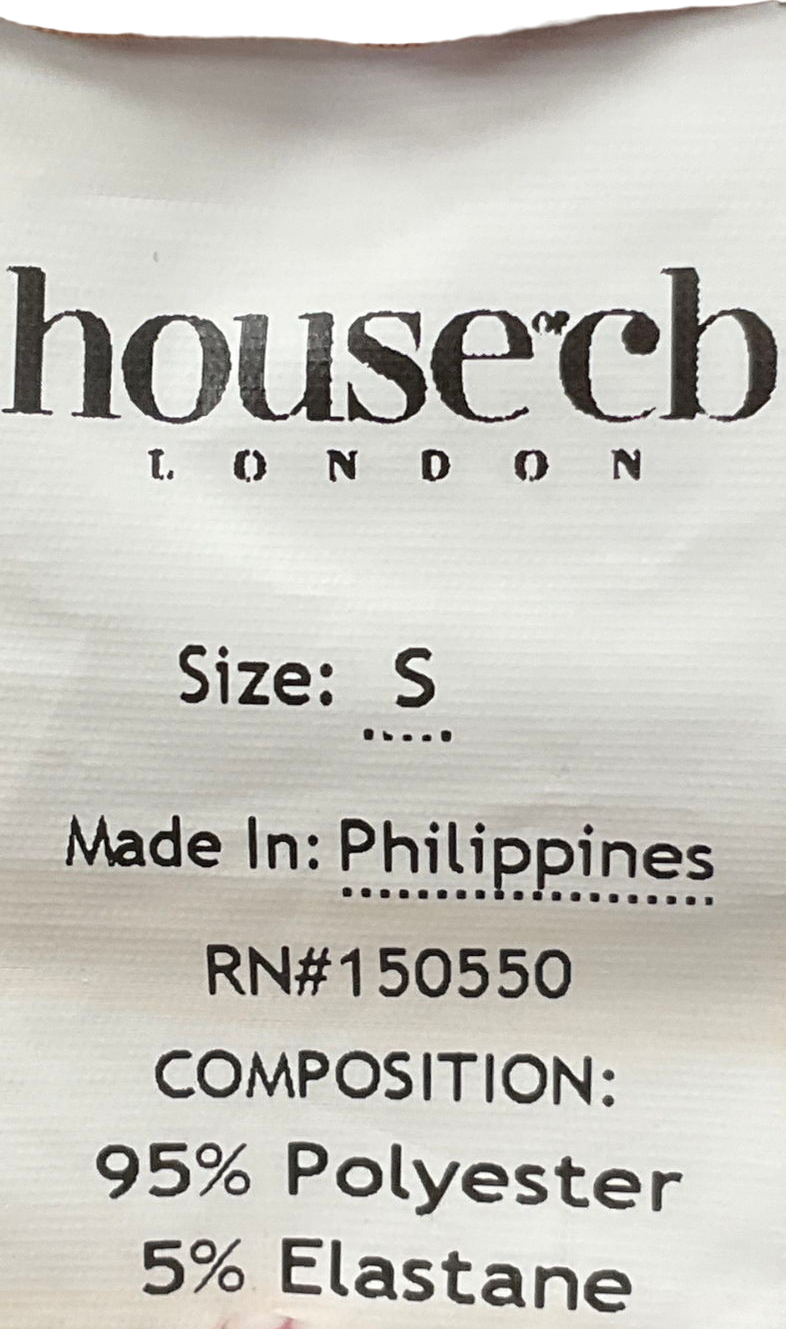 house OF cb
LONDON
Size: S
Made In: Philippines
RN#150550
COMPOSITION:
95% Polyester
5% Elastane